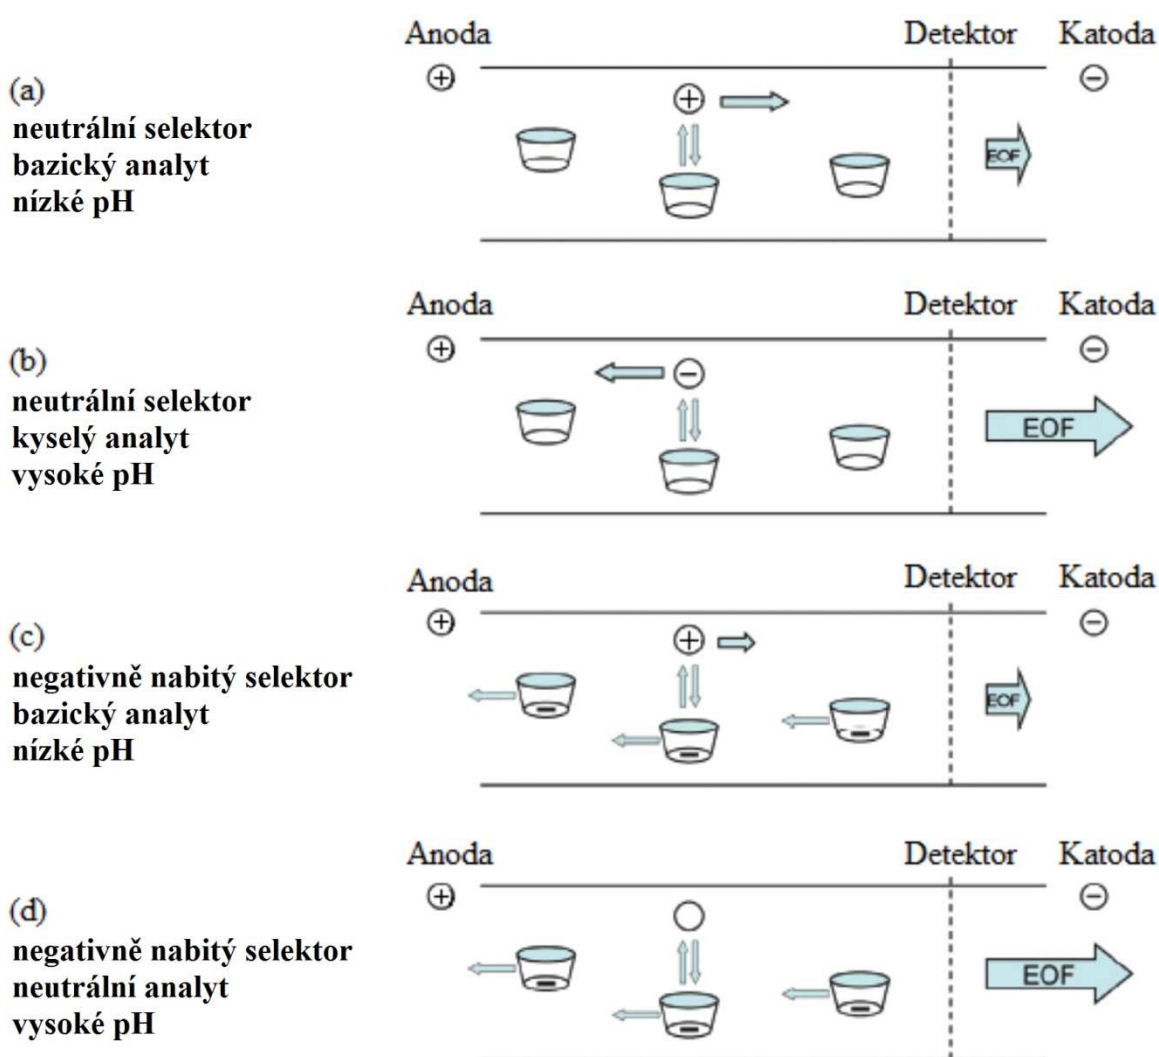 Anoda Detektor Katoda
(a) + + −
neutrální selektor
bazický analyt
nízké pH
EOF
Anoda Detektor Katoda
(b) + − −
neutrální selektor
kyselý analyt
vysoké pH
EOF
Anoda Detektor Katoda
(c) + + −
negativně nabitý selektor
bazický analyt
nízké pH
EOF
Anoda Detektor Katoda
(d) + −
negativně nabitý selektor
neutrální analyt
vysoké pH
EOF